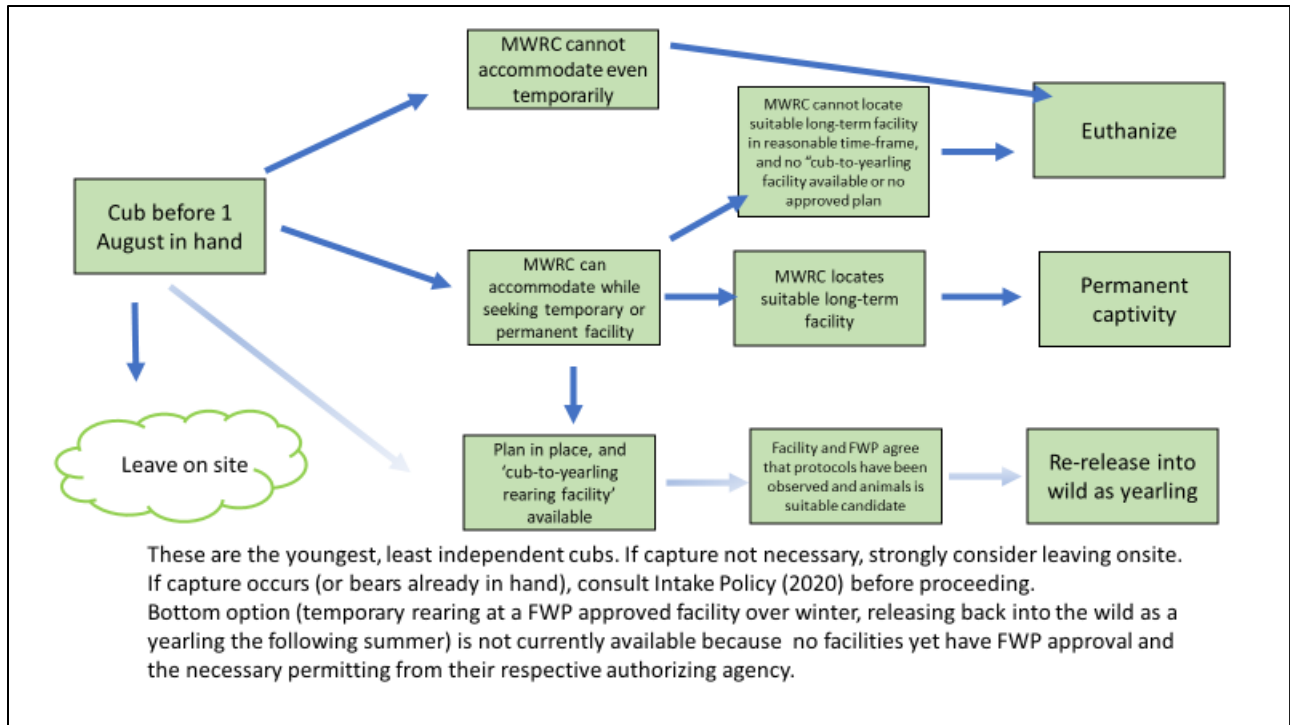 MWRC cannot
accommodate even
temporarily
MWRC cannot locate
suitable long-term facility
in reasonable time-frame,
and no “cub-to-yearling
facility available or no
approved plan
Euthanize
Cub before 1
August in hand
MWRC can
accommodate while
seeking temporary or
permanent facility
MWRC locates
suitable long-term
facility
Permanent
captivity
Leave on site
Plan in place, and
‘cub-to-yearling
rearing facility’
available
Facility and FWP agree
that protocols have been
observed and animals is
suitable candidate
Re-release into
wild as yearling
These are the youngest, least independent cubs. If capture not necessary, strongly consider leaving onsite.
If capture occurs (or bears already in hand), consult Intake Policy (2020) before proceeding.
Bottom option (temporary rearing at a FWP approved facility over winter, releasing back into the wild as a
yearling the following summer) is not currently available because no facilities yet have FWP approval and
the necessary permitting from their respective authorizing agency.